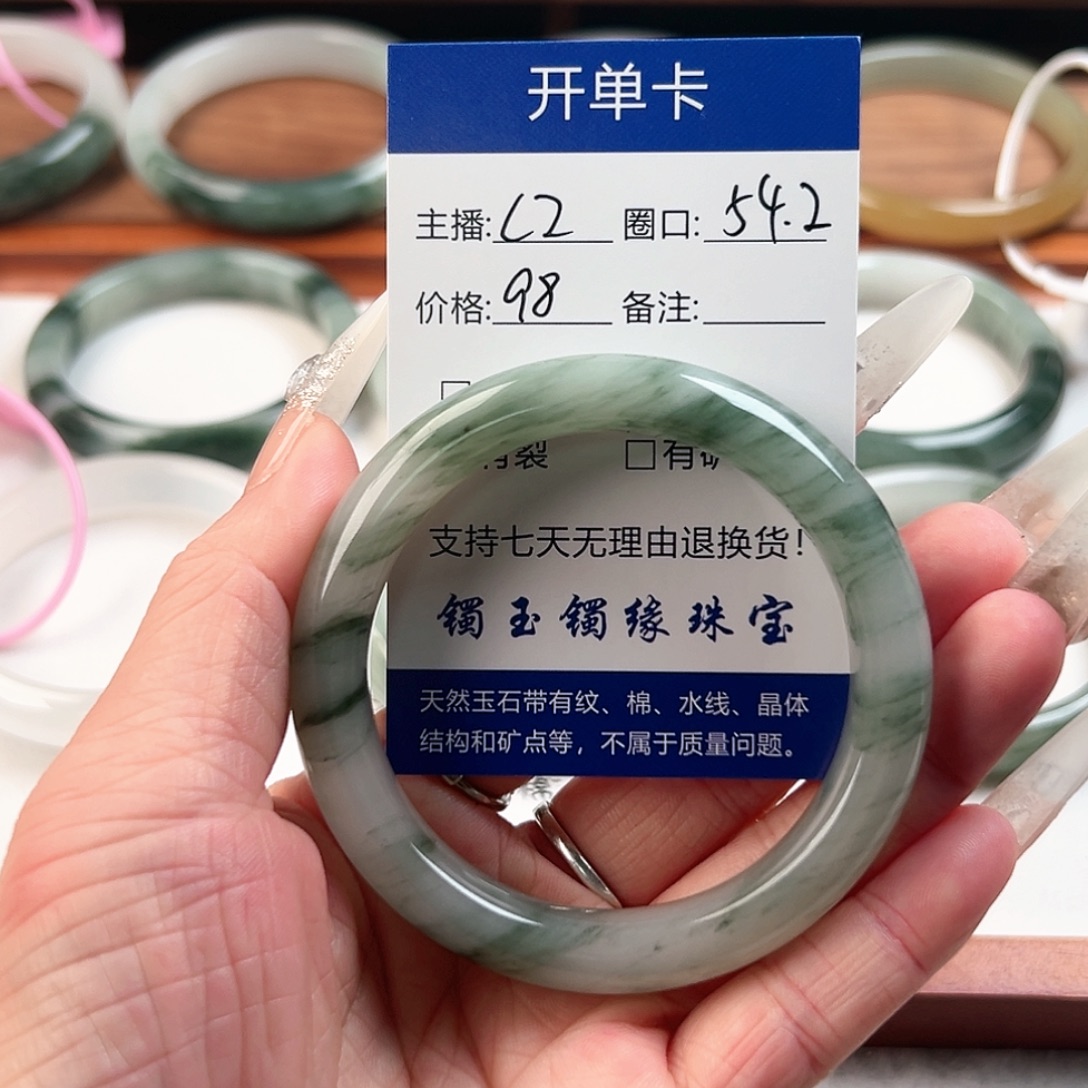 开单卡
主播: L2 圈口: 54.2
价格: 98 备注:
有裂 □有矿
支持七天无理由退换货!
镯玉镯缘珠宝
天然玉石带有纹、棉、水线、晶体
结构和矿点等，不属于质量问题。